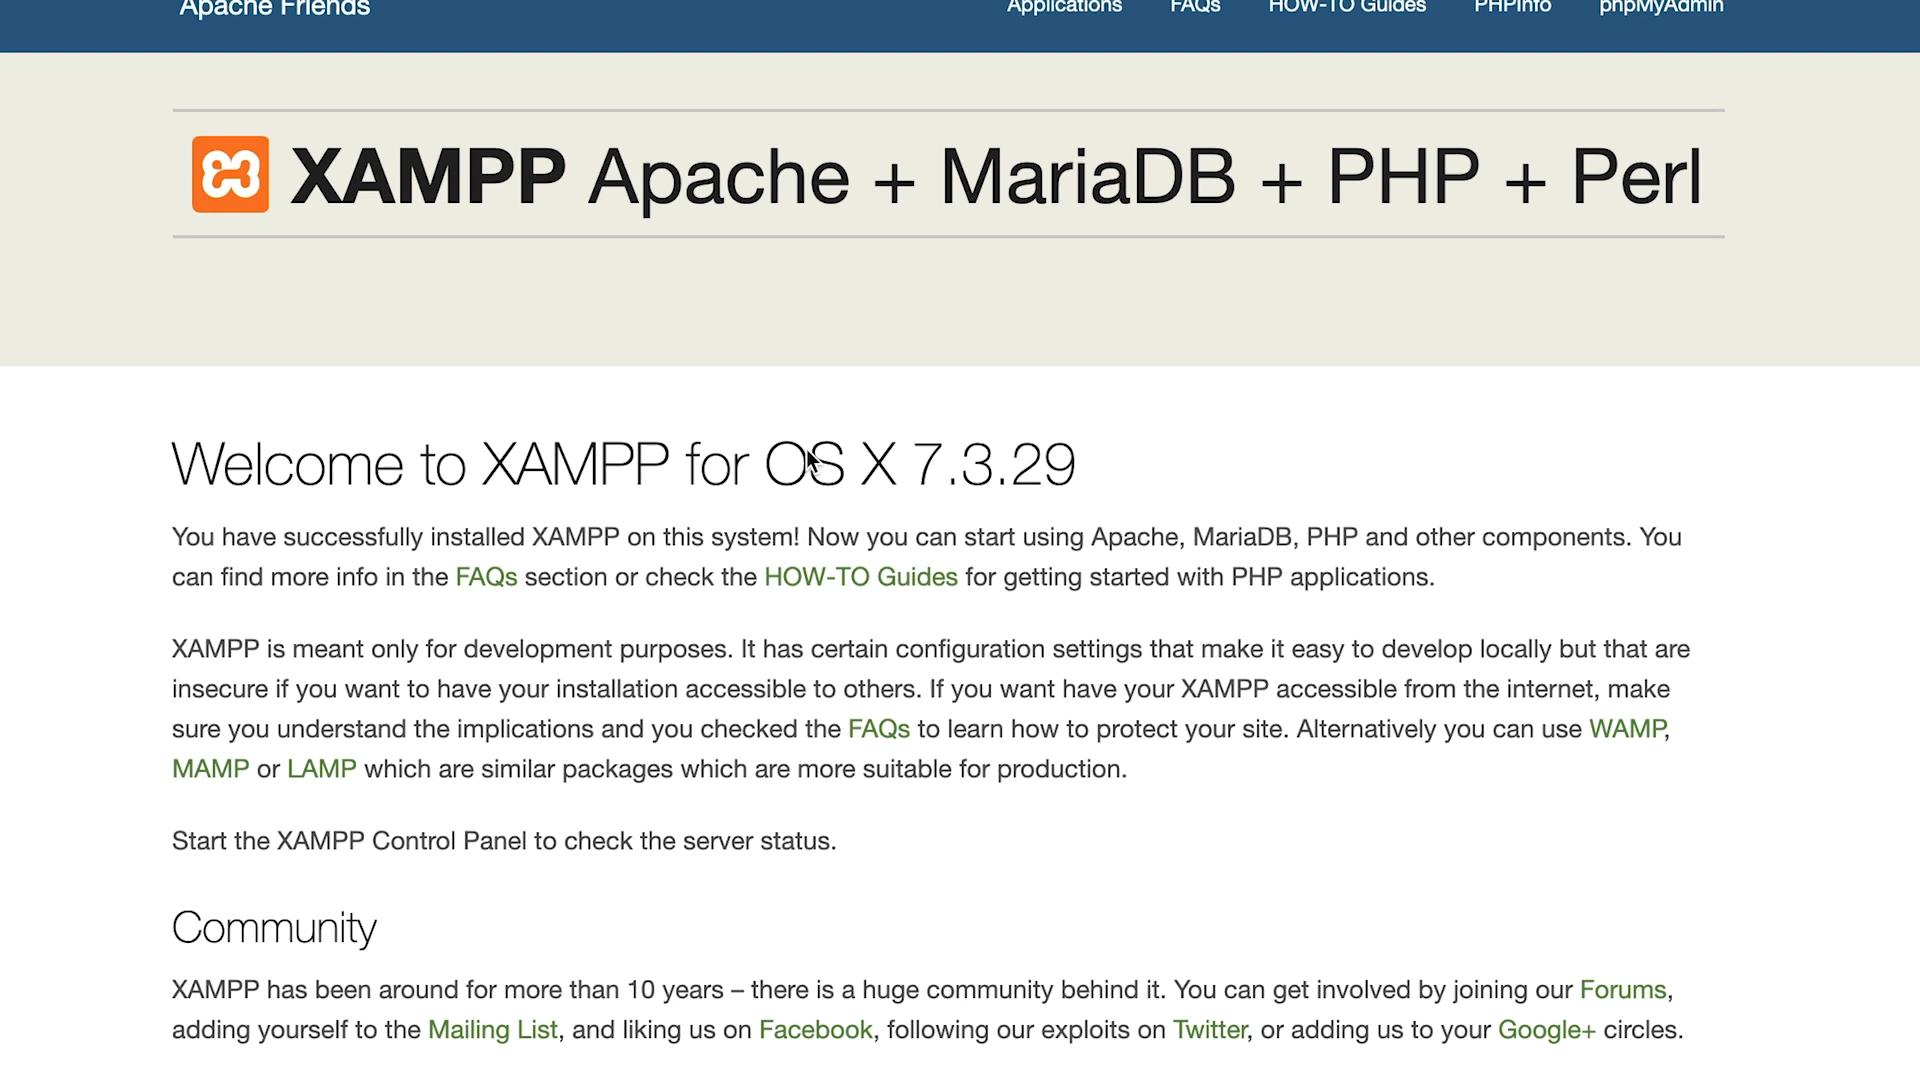 Apache Friends
Applications FAQs HOW-TO Guides PHPInfo phpMyAdmin
XAMPP Apache + MariaDB + PHP + Perl
Welcome to XAMPP for OS X 7.3.29
You have successfully installed XAMPP on this system! Now you can start using Apache, MariaDB, PHP and other components. You
can find more info in the FAQs section or check the HOW-TO Guides for getting started with PHP applications.
XAMPP is meant only for development purposes. It has certain configuration settings that make it easy to develop locally but that are
insecure if you want to have your installation accessible to others. If you want have your XAMPP accessible from the internet, make
sure you understand the implications and you checked the FAQs to learn how to protect your site. Alternatively you can use WAMP,
MAMP or LAMP which are similar packages which are more suitable for production.
Start the XAMPP Control Panel to check the server status.
Community
XAMPP has been around for more than 10 years – there is a huge community behind it. You can get involved by joining our Forums,
adding yourself to the Mailing List, and liking us on Facebook, following our exploits on Twitter, or adding us to your Google+ circles.